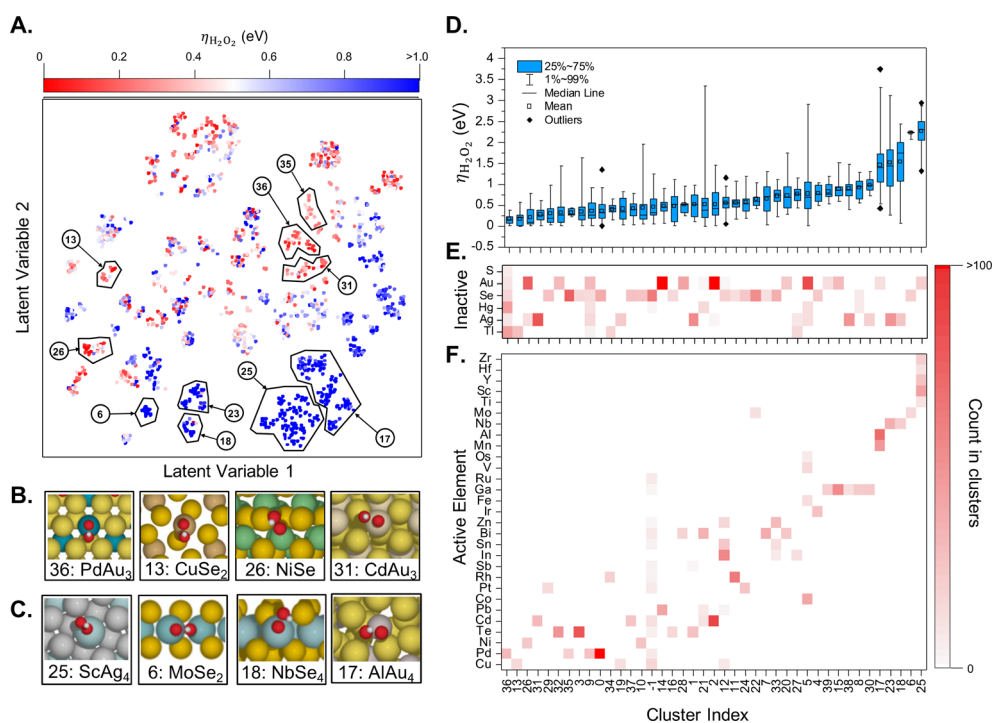 A.
η H₂O₂ (eV)
0 0.2 0.4 0.6 0.8 >1.0
Latent Variable 2
35
36
13
31
26
25
6
23
18
17
Latent Variable 1
B.
36: PdAu₃ 13: CuSe₂ 26: NiSe 31: CdAu₃
C.
25: ScAg₄ 6: MoSe₂ 18: NbSe₄ 17: AlAu₄
D.
η H₂O₂ (eV)
4
3.5
3
2.5
2
1.5
1
0.5
0
-0.5
25%~75%
1%~99%
Median Line
Mean
Outliers
E.
Inactive
S
Au
Se
Hg
Ag
Tl
F.
Active Element
Zr
Hf
Y
Sc
Ti
Mo
Nb
Al
Mn
Os
V
Ru
Ga
Fe
Ir
Zn
Bi
Sn
In
Sb
Rh
Pt
Co
Pb
Cd
Te
Ni
Pd
Cu
Cluster Index
>100
Count in clusters
0